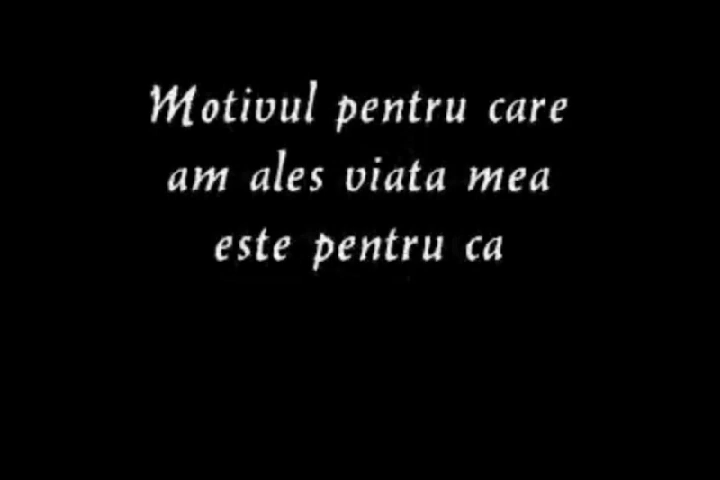 Motivul pentru care
am ales viata mea
este pentru ca